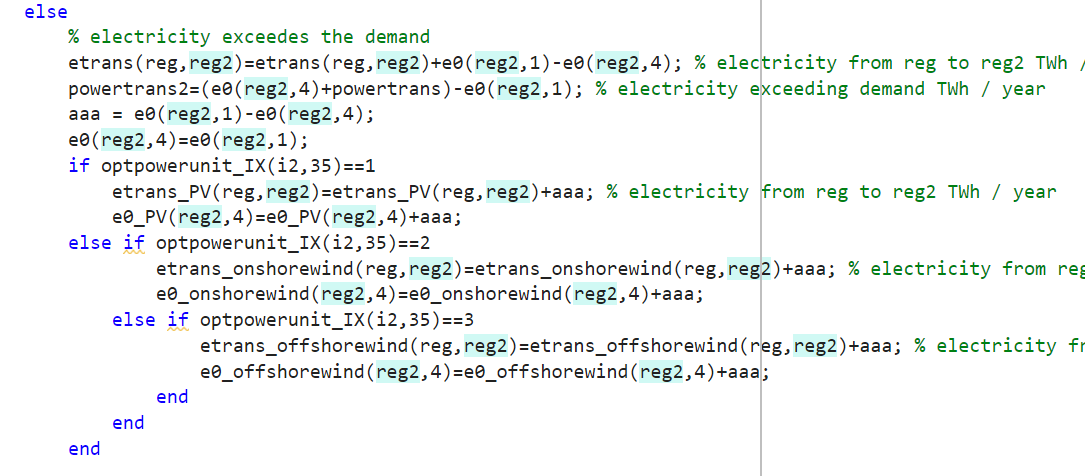 else
% electricity exceedes the demand
etrans(reg,reg2)=etrans(reg,reg2)+e0(reg2,1)-e0(reg2,4); % electricity from reg to reg2 TWh /
powertrans2=(e0(reg2,4)+powertrans)-e0(reg2,1); % electricity exceeding demand TWh / year
aaa = e0(reg2,1)-e0(reg2,4);
e0(reg2,4)=e0(reg2,1);
if optpowerunit_IX(i2,35)==1
etrans_PV(reg,reg2)=etrans_PV(reg,reg2)+aaa; % electricity from reg to reg2 TWh / year
e0_PV(reg2,4)=e0_PV(reg2,4)+aaa;
else if optpowerunit_IX(i2,35)==2
etrans_onshorewind(reg,reg2)=etrans_onshorewind(reg,reg2)+aaa; % electricity from reg
e0_onshorewind(reg2,4)=e0_onshorewind(reg2,4)+aaa;
else if optpowerunit_IX(i2,35)==3
etrans_offshorewind(reg,reg2)=etrans_offshorewind(reg,reg2)+aaa; % electricity fr
e0_offshorewind(reg2,4)=e0_offshorewind(reg2,4)+aaa;
end
end
end